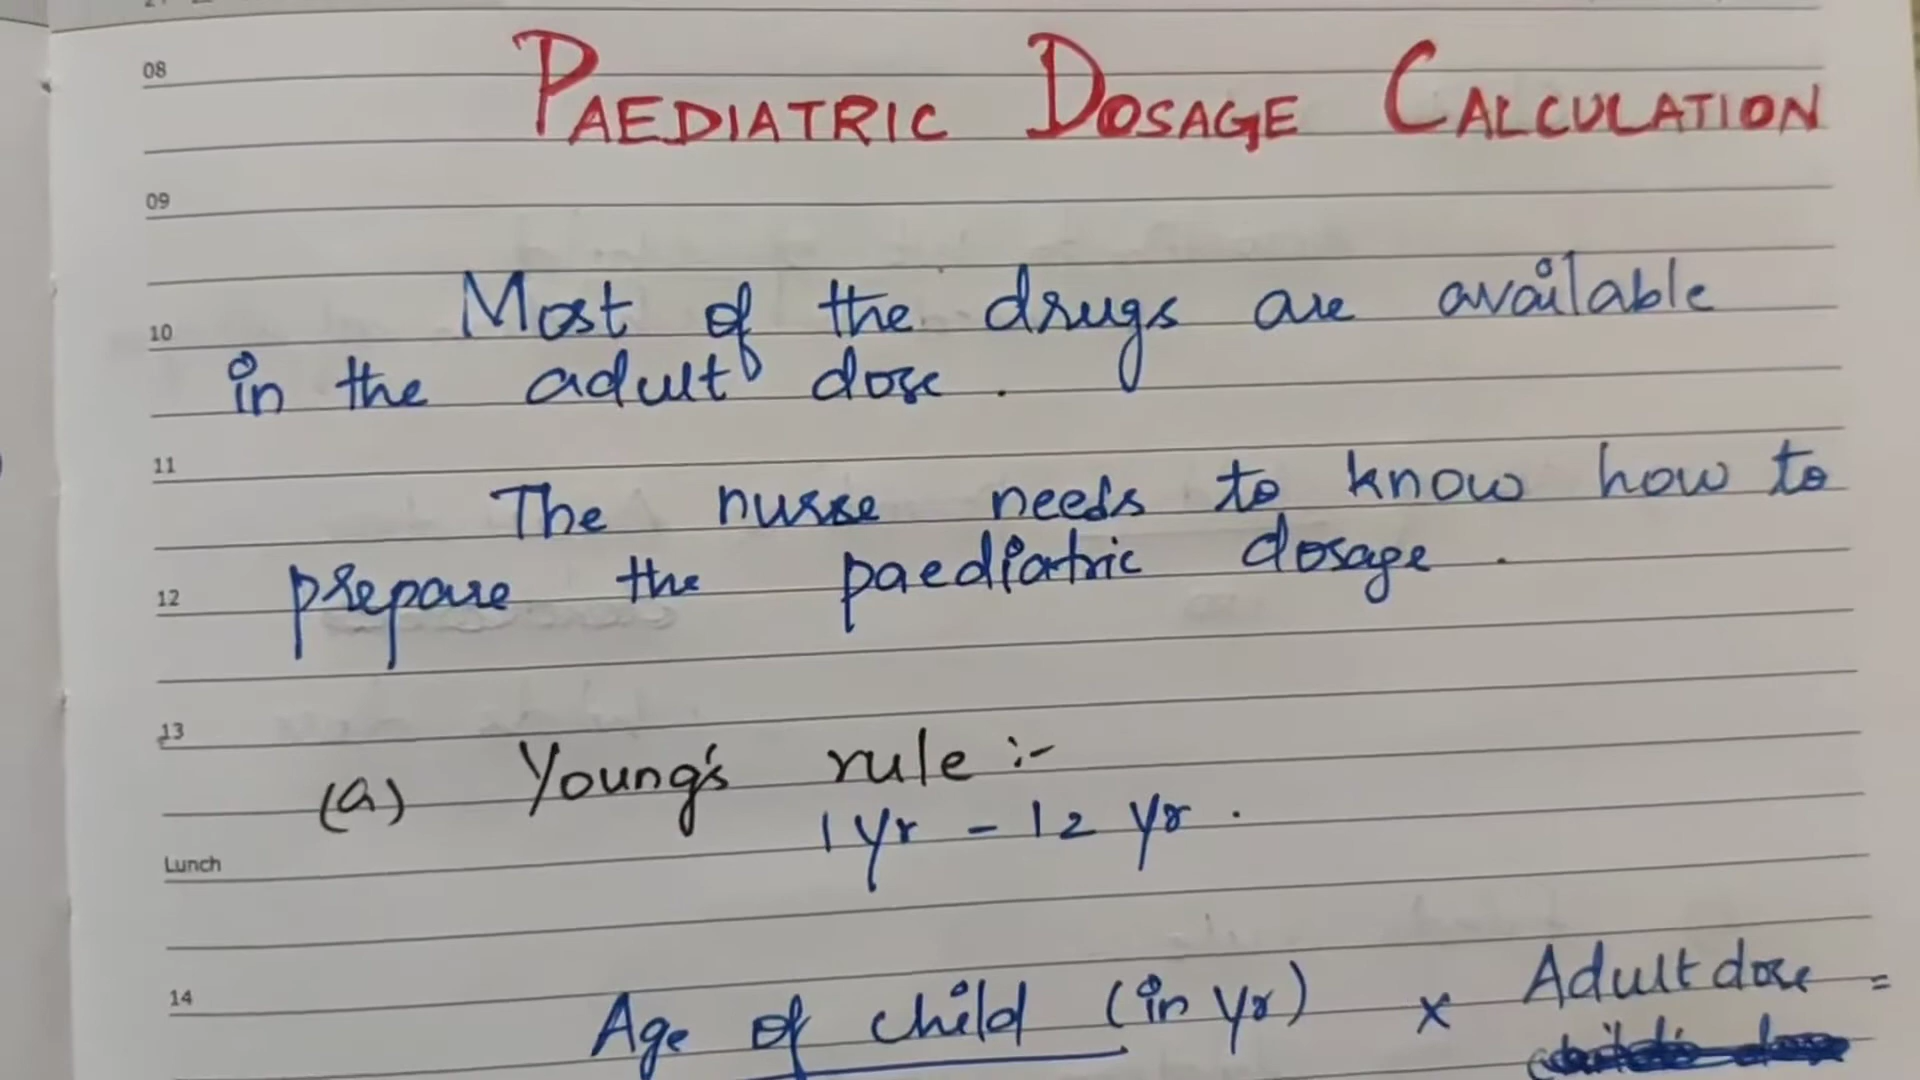 08
PAEDIATRIC DOSAGE CALCULATION
09
Most of the drugs are available
10
in the adult dose.
11
The nurse needs to know how to
12
prepare the paediatric dosage.
13
(a) Young's rule :-
1 yr - 12 yr.
Lunch
14
Age of child (in yr) x Adult dose =